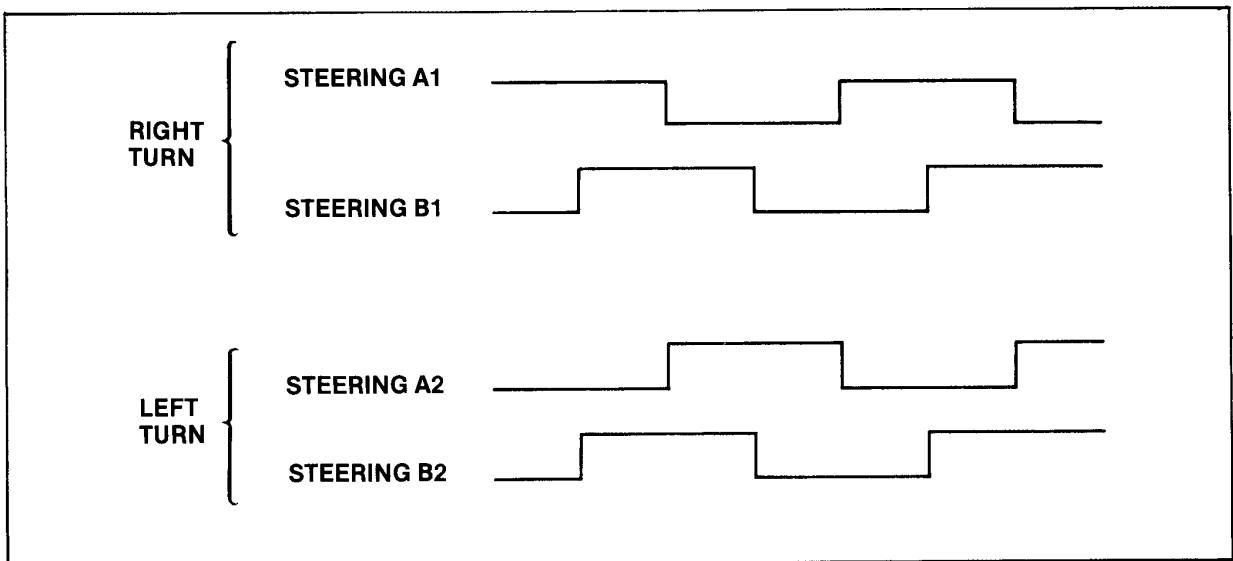 STEERING A1
RIGHT
TURN
STEERING B1
STEERING A2
LEFT
TURN
STEERING B2